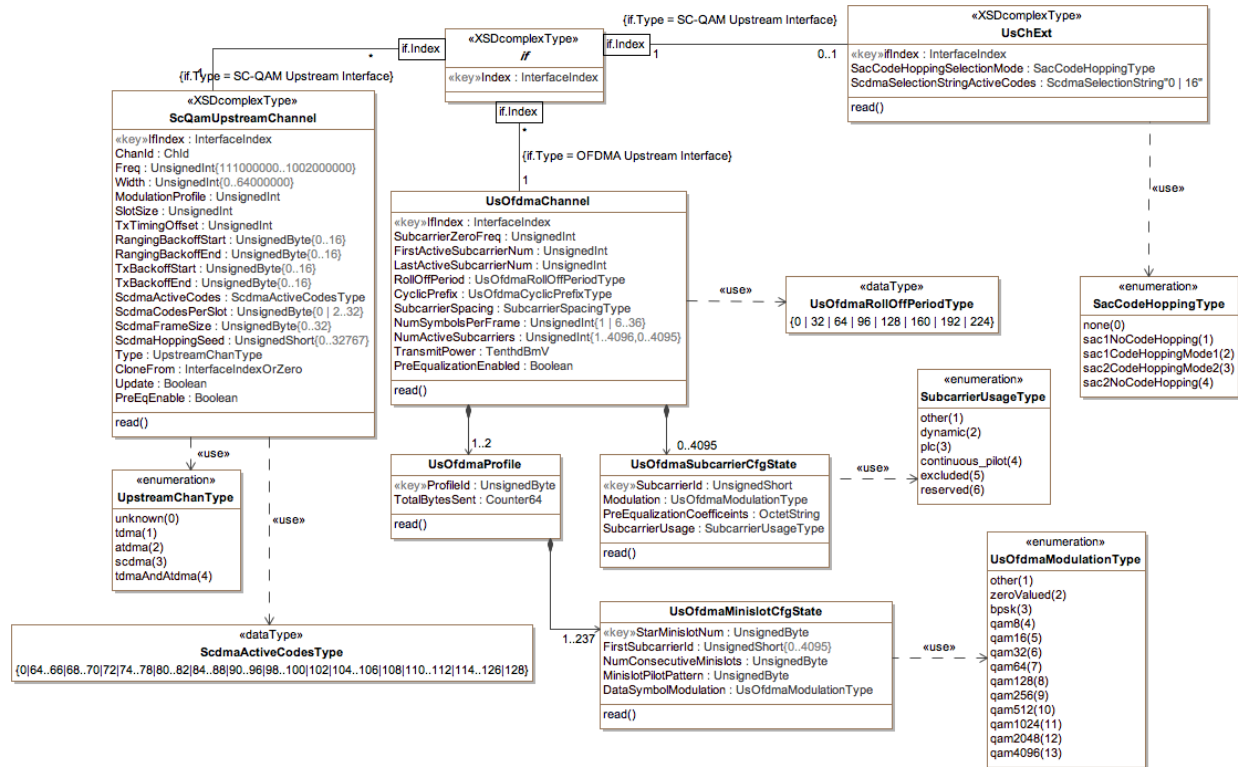 {if.Type = SC-QAM Upstream Interface}
«XSDcomplexType»
UsChExt
«key»ifIndex : InterfaceIndex
SacCodeHoppingSelectionMode : SacCodeHoppingType
ScdmaSelectionStringActiveCodes : ScdmaSelectionString"0 | 16"
read()
if.Index
1
0..1
«XSDcomplexType»
if
«key»Index : InterfaceIndex
if.Index
*
1
{if.Type = SC-QAM Upstream Interface}
if.Index
*
{if.Type = OFDMA Upstream Interface}
1
«XSDcomplexType»
ScQamUpstreamChannel
«key»IfIndex : InterfaceIndex
ChanId : ChId
Freq : UnsignedInt{111000000..1002000000}
Width : UnsignedInt{0..64000000}
ModulationProfile : UnsignedInt
SlotSize : UnsignedInt
TxTimingOffset : UnsignedInt
RangingBackoffStart : UnsignedByte{0..16}
RangingBackoffEnd : UnsignedByte{0..16}
TxBackoffStart : UnsignedByte{0..16}
TxBackoffEnd : UnsignedByte{0..16}
ScdmaActiveCodes : ScdmaActiveCodesType
ScdmaCodesPerSlot : UnsignedByte{0 | 2..32}
ScdmaFrameSize : UnsignedByte{0..32}
ScdmaHoppingSeed : UnsignedShort{0..32767}
Type : UpstreamChanType
CloneFrom : InterfaceIndexOrZero
Update : Boolean
PreEqEnable : Boolean
read()
UsOfdmaChannel
«key»IfIndex : InterfaceIndex
SubcarrierZeroFreq : UnsignedInt
FirstActiveSubcarrierNum : UnsignedInt
LastActiveSubcarrierNum : UnsignedInt
RollOffPeriod : UsOfdmaRollOffPeriodType
CyclicPrefix : UsOfdmaCyclicPrefixType
SubcarrierSpacing : SubcarrierSpacingType
NumSymbolsPerFrame : UnsignedInt{1 | 6..36}
NumActiveSubcarriers : UnsignedInt{1..4096,0..4095}
TransmitPower : TenthdBmV
PreEqualizationEnabled : Boolean
read()
«use»
«dataType»
UsOfdmaRollOffPeriodType
{0 | 32 | 64 | 96 | 128 | 160 | 192 | 224}
«use»
«enumeration»
SacCodeHoppingType
none(0)
sac1NoCodeHopping(1)
sac1CodeHoppingMode1(2)
sac2CodeHoppingMode2(3)
sac2NoCodeHopping(4)
«enumeration»
SubcarrierUsageType
other(1)
dynamic(2)
plc(3)
continuous_pilot(4)
excluded(5)
reserved(6)
1..2
0..4095
«use»
«use»
«enumeration»
UpstreamChanType
unknown(0)
tdma(1)
atdma(2)
scdma(3)
tdmaAndAtdma(4)
UsOfdmaProfile
«key»ProfileId : UnsignedByte
TotalBytesSent : Counter64
read()
UsOfdmaSubcarrierCfgState
«key»SubcarrierId : UnsignedShort
Modulation : UsOfdmaModulationType
PreEqualizationCoefficeints : OctetString
SubcarrierUsage : SubcarrierUsageType
read()
«use»
«enumeration»
UsOfdmaModulationType
other(1)
zeroValued(2)
bpsk(3)
qam8(4)
qam16(5)
qam32(6)
qam64(7)
qam128(8)
qam256(9)
qam512(10)
qam1024(11)
qam2048(12)
qam4096(13)
1..237
UsOfdmaMinislotCfgState
«key»StarMinislotNum : UnsignedByte
FirstSubcarrierId : UnsignedShort{0..4095}
NumConsecutiveMinislots : UnsignedByte
MinislotPilotPattern : UnsignedByte
DataSymbolModulation : UsOfdmaModulationType
read()
«use»
«dataType»
ScdmaActiveCodesType
{0|64..66|68..70|72|74..78|80..82|84..88|90..96|98..100|102|104..106|108|110..112|114..126|128}